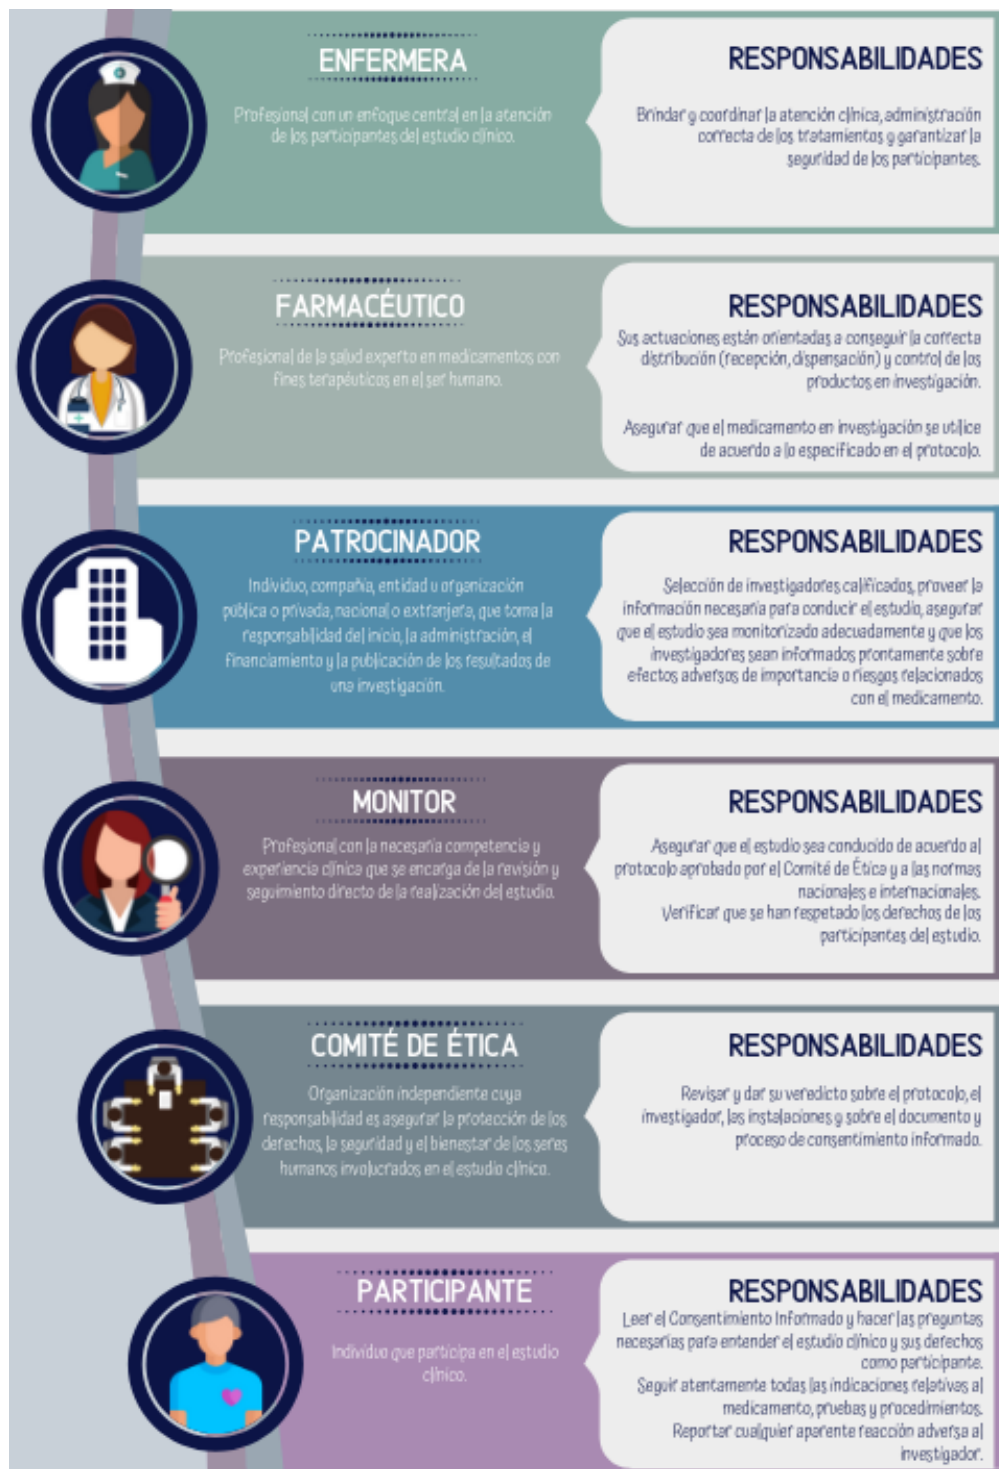 ENFERMERA
Profesional con un enfoque central en la atención
de los participantes del estudio clínico.
RESPONSABILIDADES
Brindar y coordinar la atención clínica, administración
correcta de los tratamientos y garantizar la
seguridad de los participantes.
FARMACÉUTICO
Profesional de la salud experto en medicamentos con
fines terapéuticos en el ser humano.
RESPONSABILIDADES
Sus actuaciones están orientadas a conseguir la correcta
distribución (recepción, dispensación) y control de los
productos en investigación.
Asegurar que el medicamento en investigación se utilice
de acuerdo a lo especificado en el protocolo.
PATROCINADOR
Individuo, compañía, entidad u organización
pública o privada, nacional o extranjera, que toma la
responsabilidad del inicio, la administración, el
financiamiento y la publicación de los resultados de
una investigación.
RESPONSABILIDADES
Selección de investigadores calificados, proveer la
información necesaria para conducir el estudio, asegurar
que el estudio sea monitorizado adecuadamente y que los
investigadores sean informados prontamente sobre
efectos adversos de importancia o riesgos relacionados
con el medicamento.
MONITOR
Profesional con la necesaria competencia y
experiencia clínica que se encarga de la revisión y
seguimiento directo de la realización del estudio.
RESPONSABILIDADES
Asegurar que el estudio sea conducido de acuerdo al
protocolo aprobado por el Comité de Ética y a las normas
nacionales e internacionales.
Verificar que se han respetado los derechos de los
participantes del estudio.
COMITÉ DE ÉTICA
Organización independiente cuya
responsabilidad es asegurar la protección de los
derechos, la seguridad y el bienestar de los seres
humanos involucrados en el estudio clínico.
RESPONSABILIDADES
Revisar y dar su veredicto sobre el protocolo, el
investigador, las instalaciones y sobre el documento y
proceso de consentimiento informado.
PARTICIPANTE
Individuo que participa en el estudio
clínico.
RESPONSABILIDADES
Leer el Consentimiento Informado y hacer las preguntas
necesarias para entender el estudio clínico y sus derechos
como participante.
Seguir atentamente todas las indicaciones relativas al
medicamento, pruebas y procedimientos.
Reportar cualquier aparente reacción adversa al
investigador.